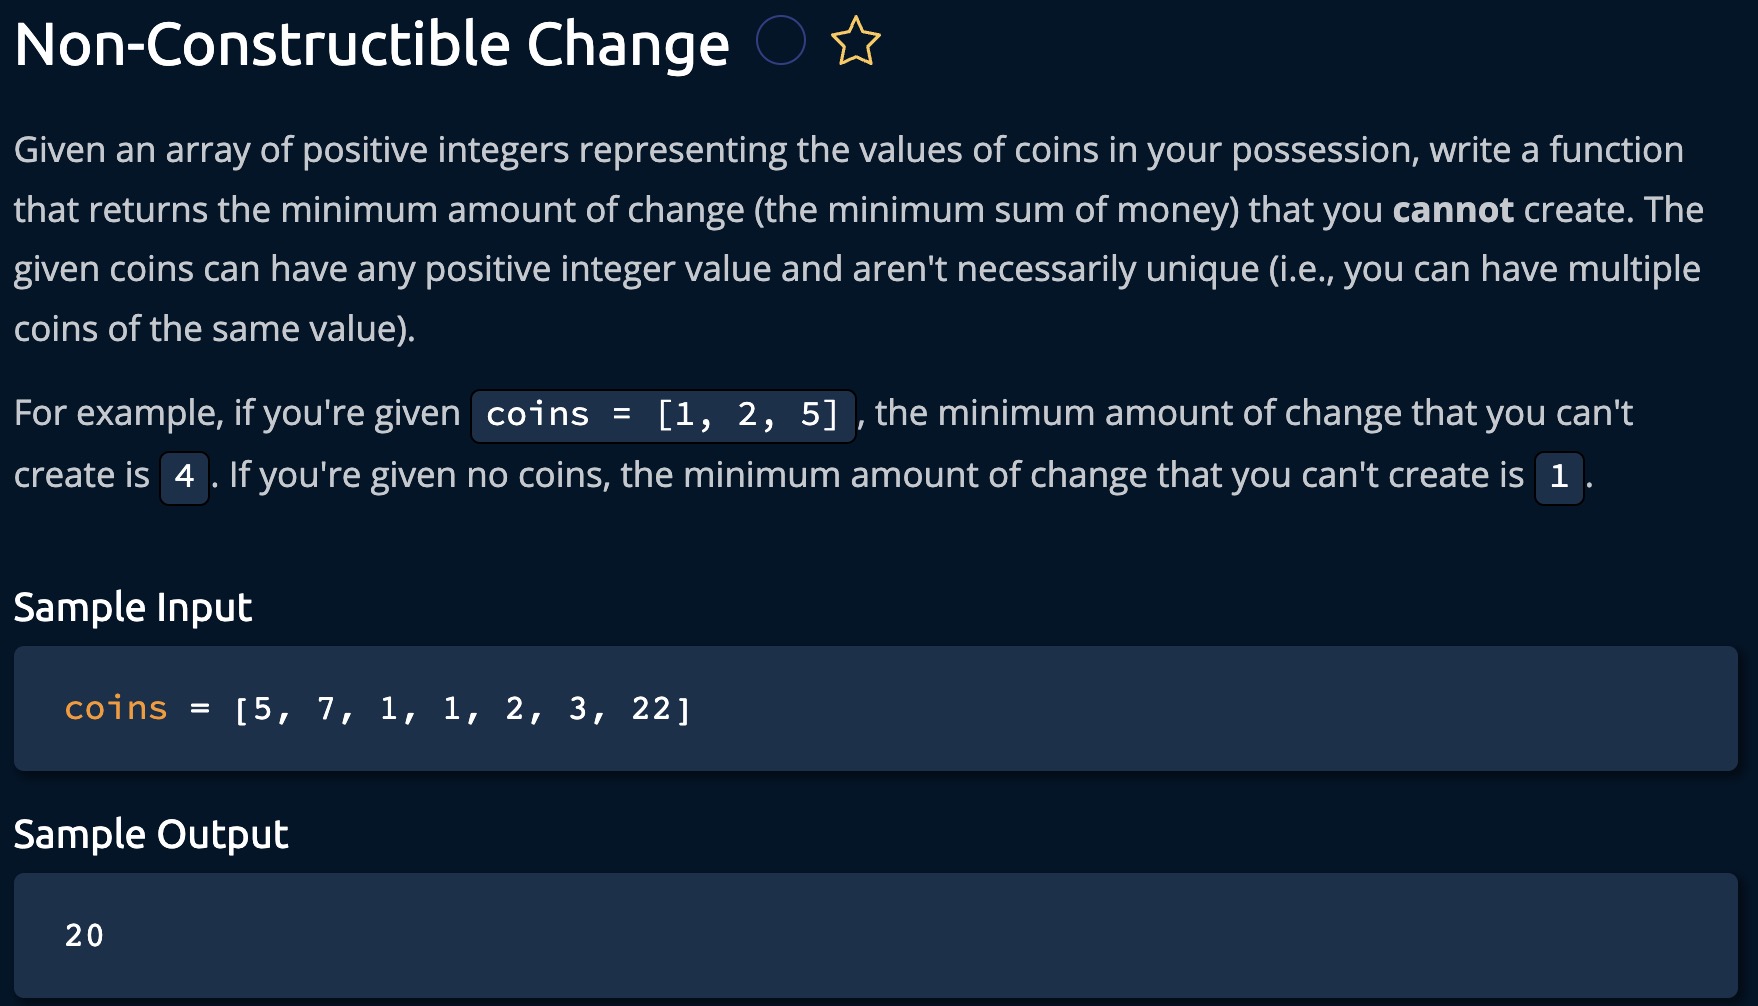 Non-Constructible Change
Given an array of positive integers representing the values of coins in your possession, write a function
that returns the minimum amount of change (the minimum sum of money) that you cannot create. The
given coins can have any positive integer value and aren't necessarily unique (i.e., you can have multiple
coins of the same value).
For example, if you're given coins = [1, 2, 5], the minimum amount of change that you can't
create is 4. If you're given no coins, the minimum amount of change that you can't create is 1.
Sample Input
coins = [5, 7, 1, 1, 2, 3, 22]
Sample Output
20